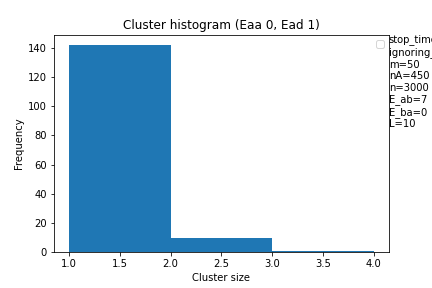 Cluster histogram (Eaa 0, Ead 1)
140
120
100
80
60
40
20
0
Frequency
1.0 1.5 2.0 2.5 3.0 3.5 4.0
Cluster size
stop_time
ignoring_
m=50
nA=450
n=3000
E_ab=7
E_ba=0
L=10